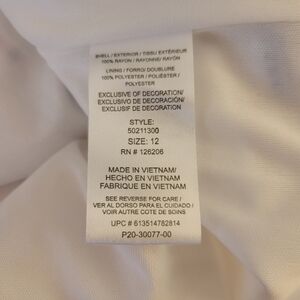 SHELL / EXTERIOR / TISSU EXTÉRIEUR
100% RAYON / RAYONNE/ RAYÓN
LINING / FORRO/ DOUBLURE
100% POLYESTER / POLIÉSTER /
POLYESTER
EXCLUSIVE OF DECORATION/
EXCLUSIVO DE DECORACIÓN/
EXCLUSIF DE DECORATION
STYLE:
50211300
SIZE: 12
RN # 126206
MADE IN VIETNAM/
HECHO EN VIETNAM
FABRIQUE EN VIETNAM
SEE REVERSE FOR CARE /
VER AL DORSO PARA EL CUIDADO /
VOIR AUTRE COTE DE SOINS
UPC # 613514782814
P20-30077-00